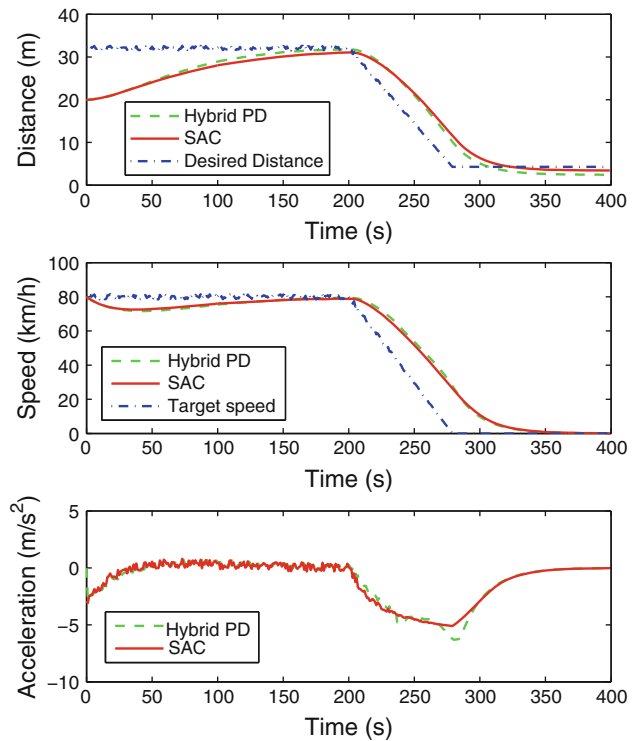 40
30
20
10
0
Distance (m)
Hybrid PD
SAC
Desired Distance
0 50 100 150 200 250 300 350 400
Time (s)
100
80
60
40
20
0
Speed (km/h)
Hybrid PD
SAC
Target speed
0 50 100 150 200 250 300 350 400
Time (s)
5
0
−5
−10
Acceleration (m/s²)
Hybrid PD
SAC
0 50 100 150 200 250 300 350 400
Time (s)